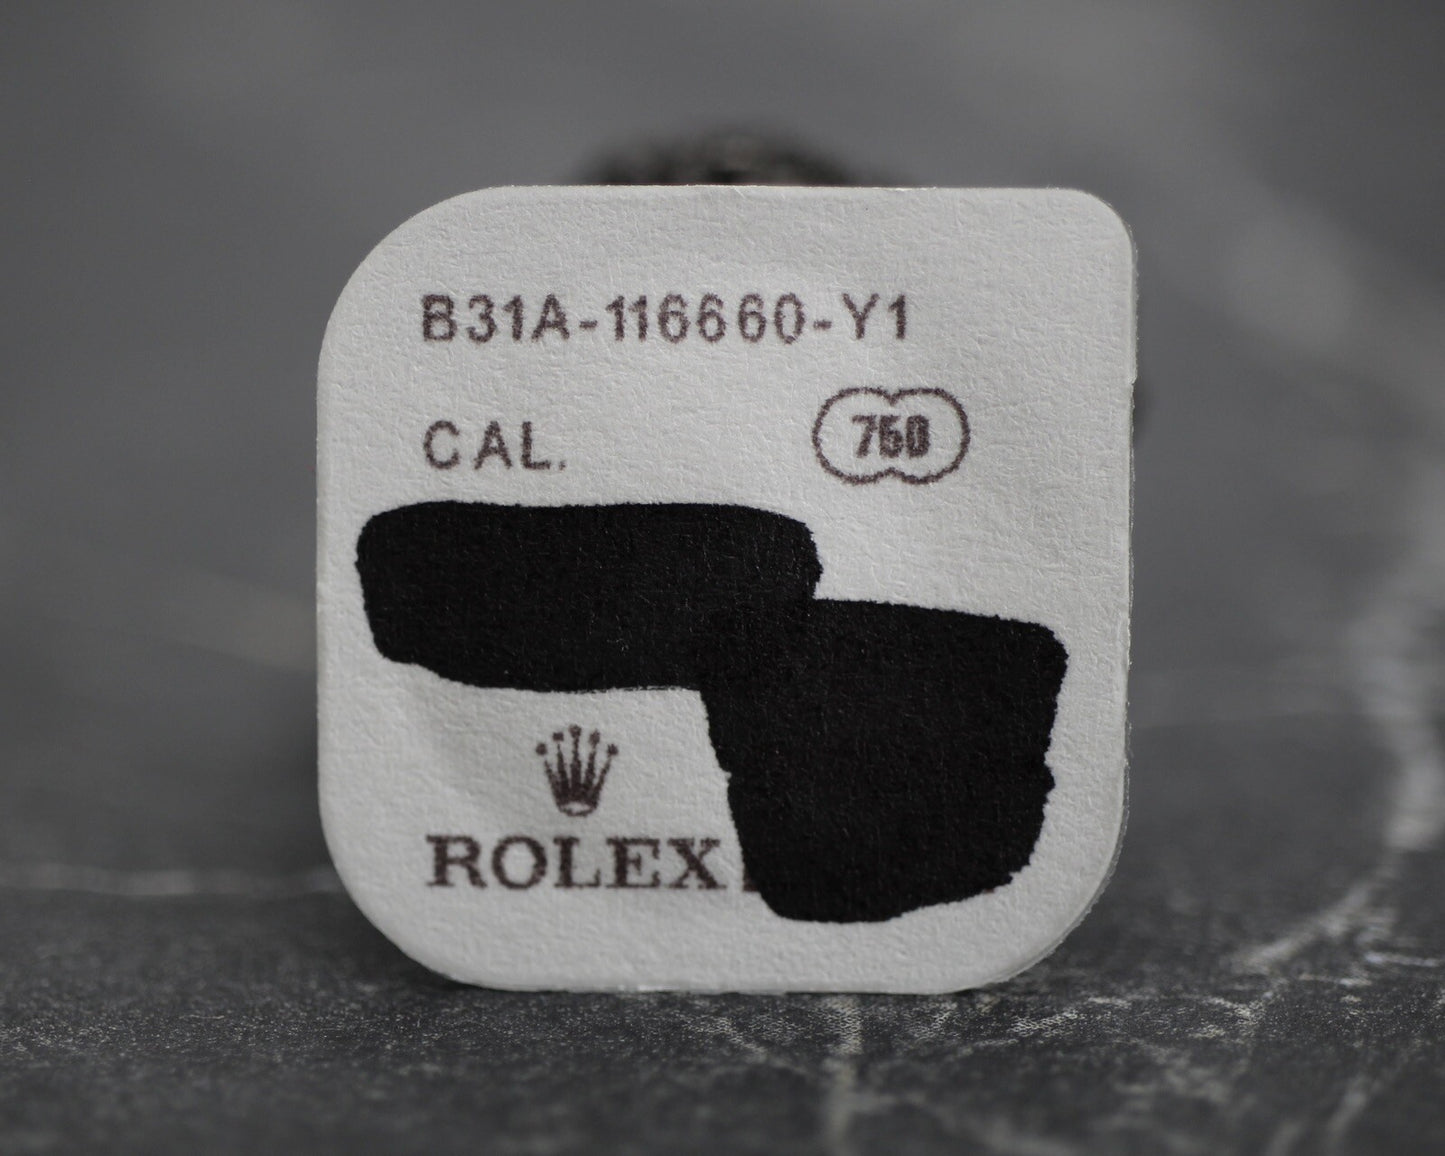 B31A-116660-Y1
CAL.
750
ROLEX